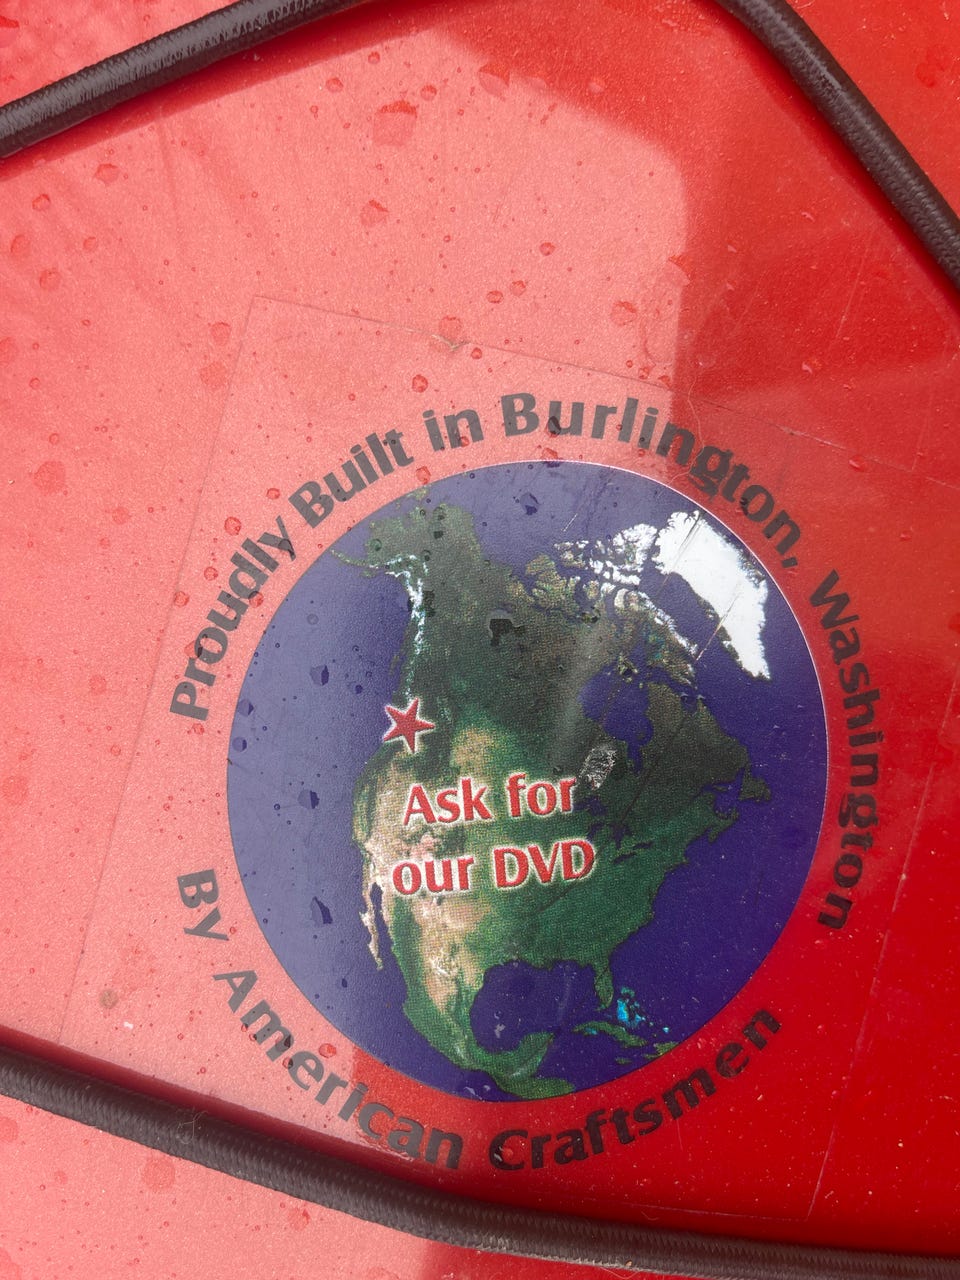 Proudly Built in Burlington, Washington
Ask for
our DVD
By American Craftsmen